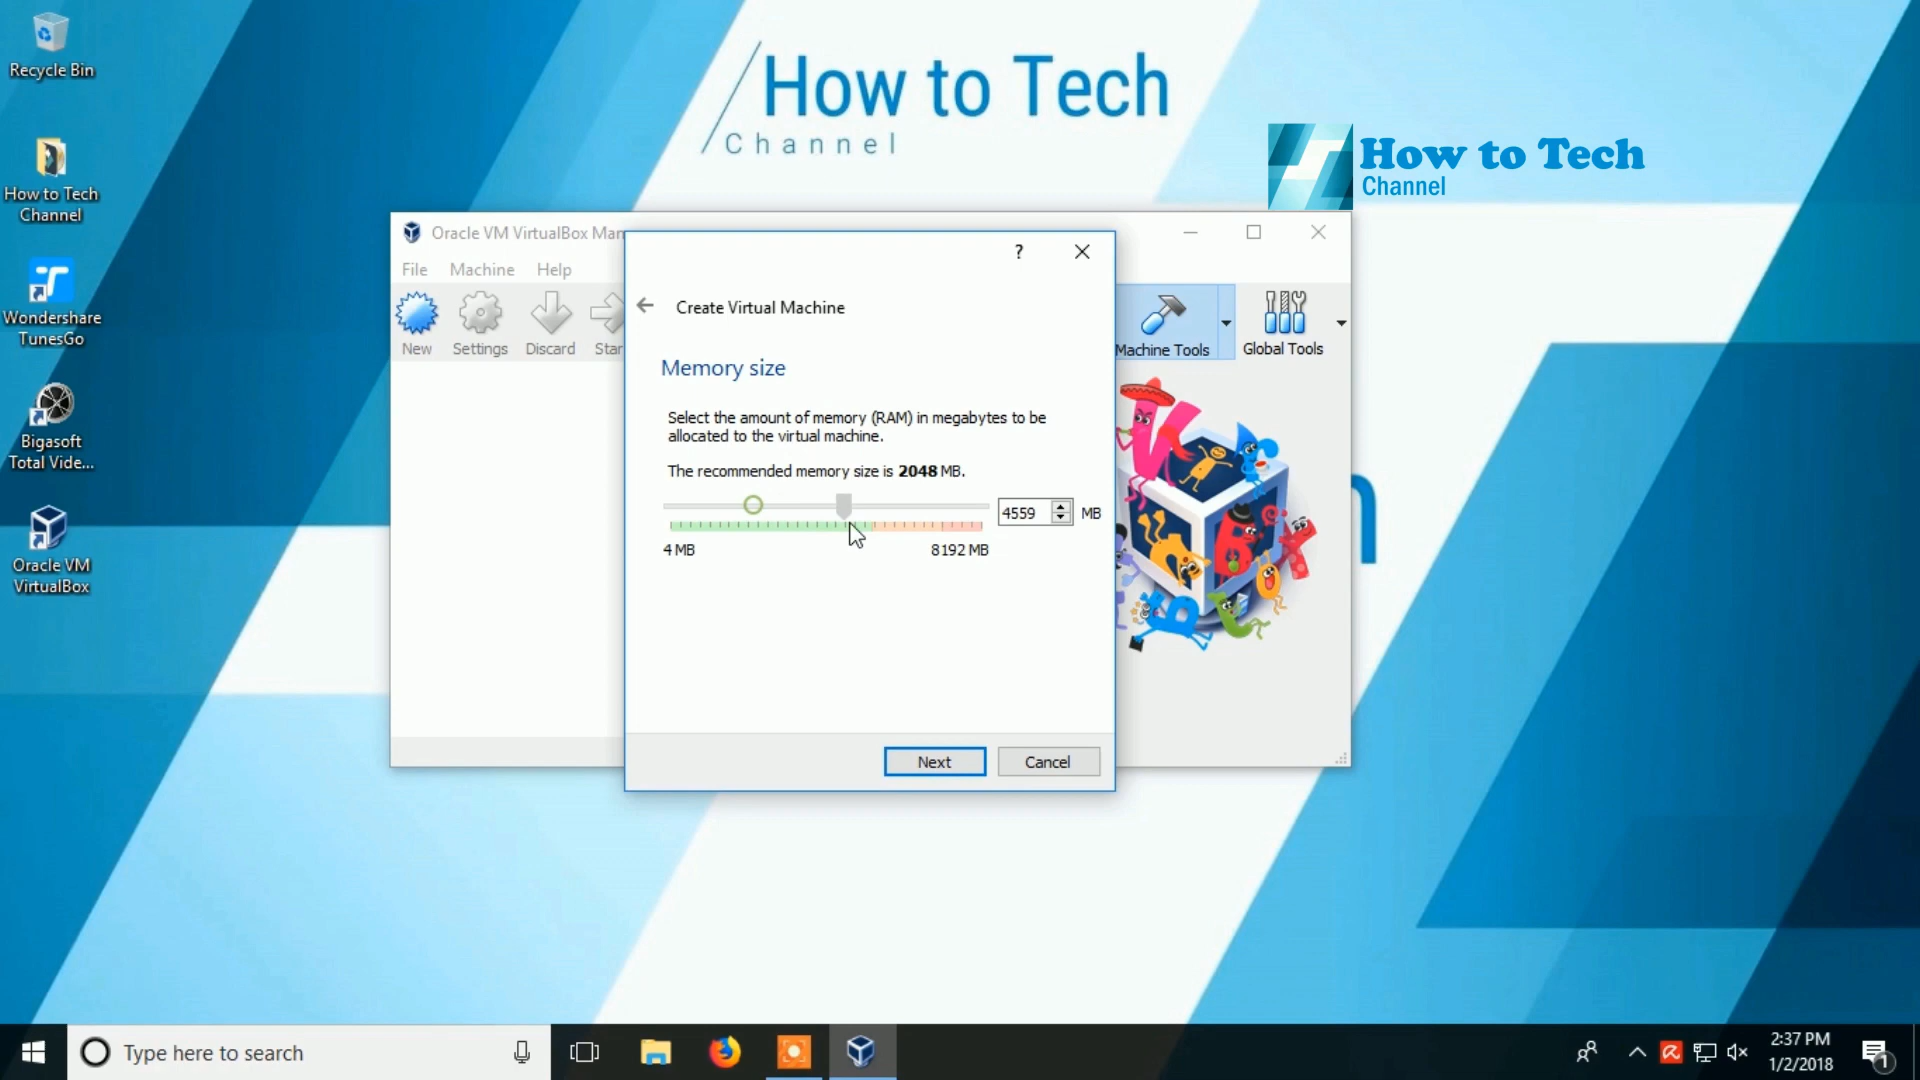 Recycle Bin
How to Tech
Channel
Wondershare
TunesGo
Bigasoft
Total Vide...
Oracle VM
VirtualBox
How to Tech
Channel
How to Tech
Channel
Oracle VM VirtualBox Man
File Machine Help
New Settings Discard Star
Machine Tools Global Tools
?
Create Virtual Machine
Memory size
Select the amount of memory (RAM) in megabytes to be
allocated to the virtual machine.
The recommended memory size is 2048 MB.
4559 MB
4 MB 8192 MB
Next Cancel
Type here to search
2:37 PM
1/2/2018
1